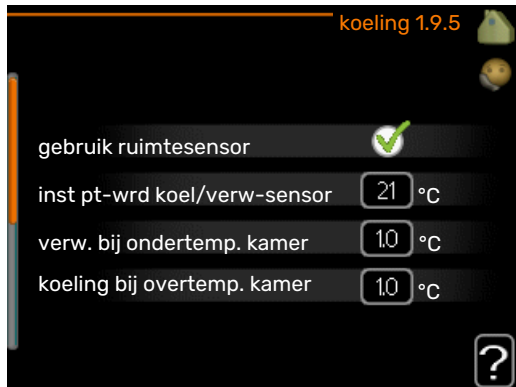 koeling 1.9.5
gebruik ruimtesensor
inst pt-wrd koel/verw-sensor 21 °C
verw. bij ondertemp. kamer 1.0 °C
koeling bij overtemp. kamer 1.0 °C
?